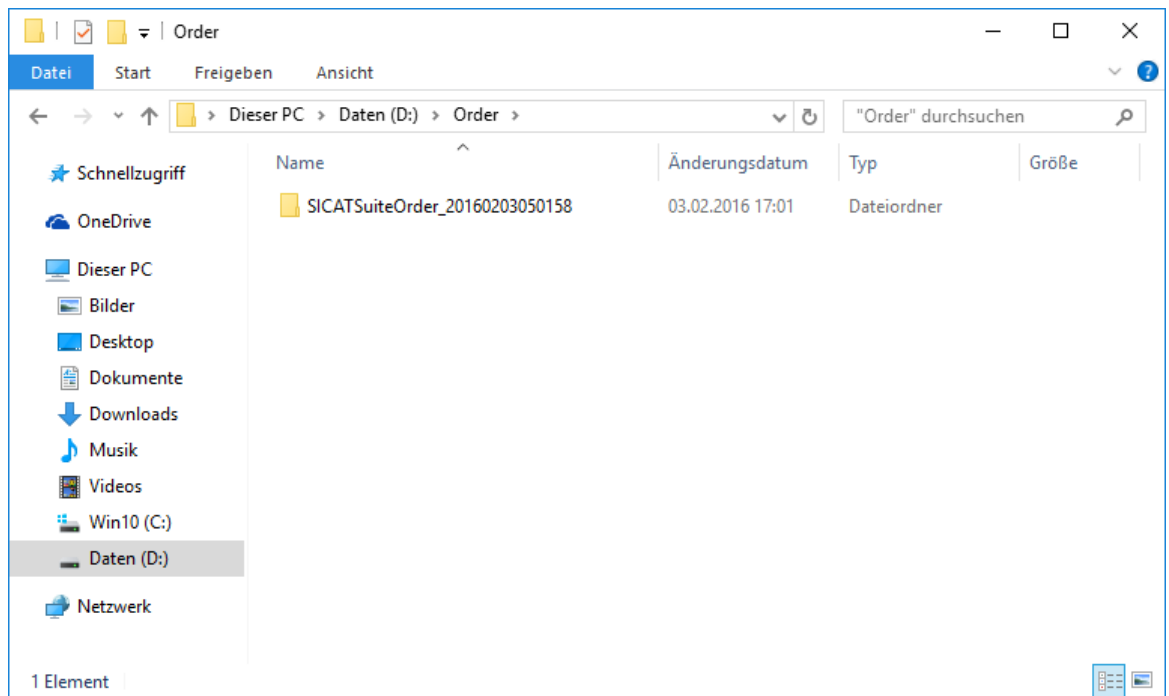 Order
Datei Start Freigeben Ansicht ?
Dieser PC > Daten (D:) > Order >
"Order" durchsuchen
Name Änderungsdatum Typ Größe
SICATSuiteOrder_20160203050158 03.02.2016 17:01 Dateiordner
Schnellzugriff
OneDrive
Dieser PC
Bilder
Desktop
Dokumente
Downloads
Musik
Videos
Win10 (C:)
Daten (D:)
Netzwerk
1 Element